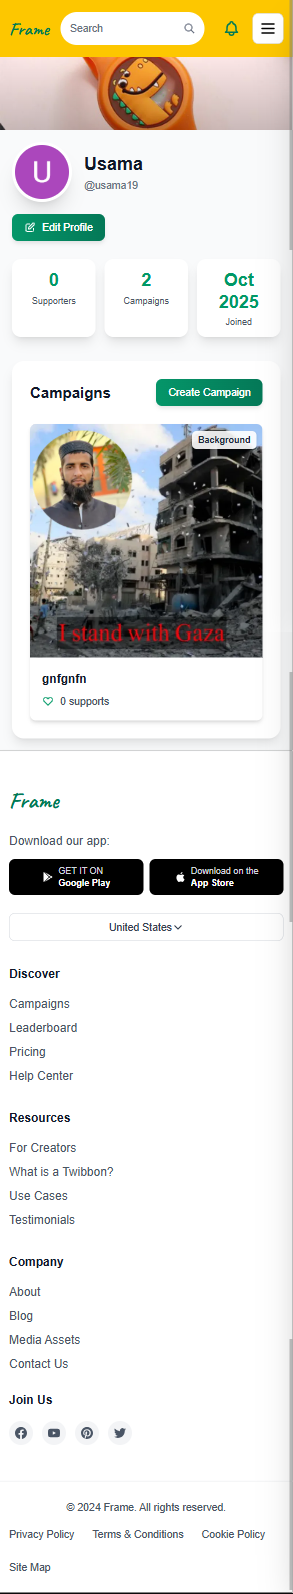 Frame
Search
U
Usama
@usama19
Edit Profile
0
Supporters
2
Campaigns
Oct
2025
Joined
Campaigns
Create Campaign
Background
I stand with Gaza
gnfgnfn
0 supports
Frame
Download our app:
GET IT ON
Google Play
Download on the
App Store
United States
Discover
Campaigns
Leaderboard
Pricing
Help Center
Resources
For Creators
What is a Twibbon?
Use Cases
Testimonials
Company
About
Blog
Media Assets
Contact Us
Join Us
© 2024 Frame. All rights reserved.
Privacy Policy
Terms & Conditions
Cookie Policy
Site Map